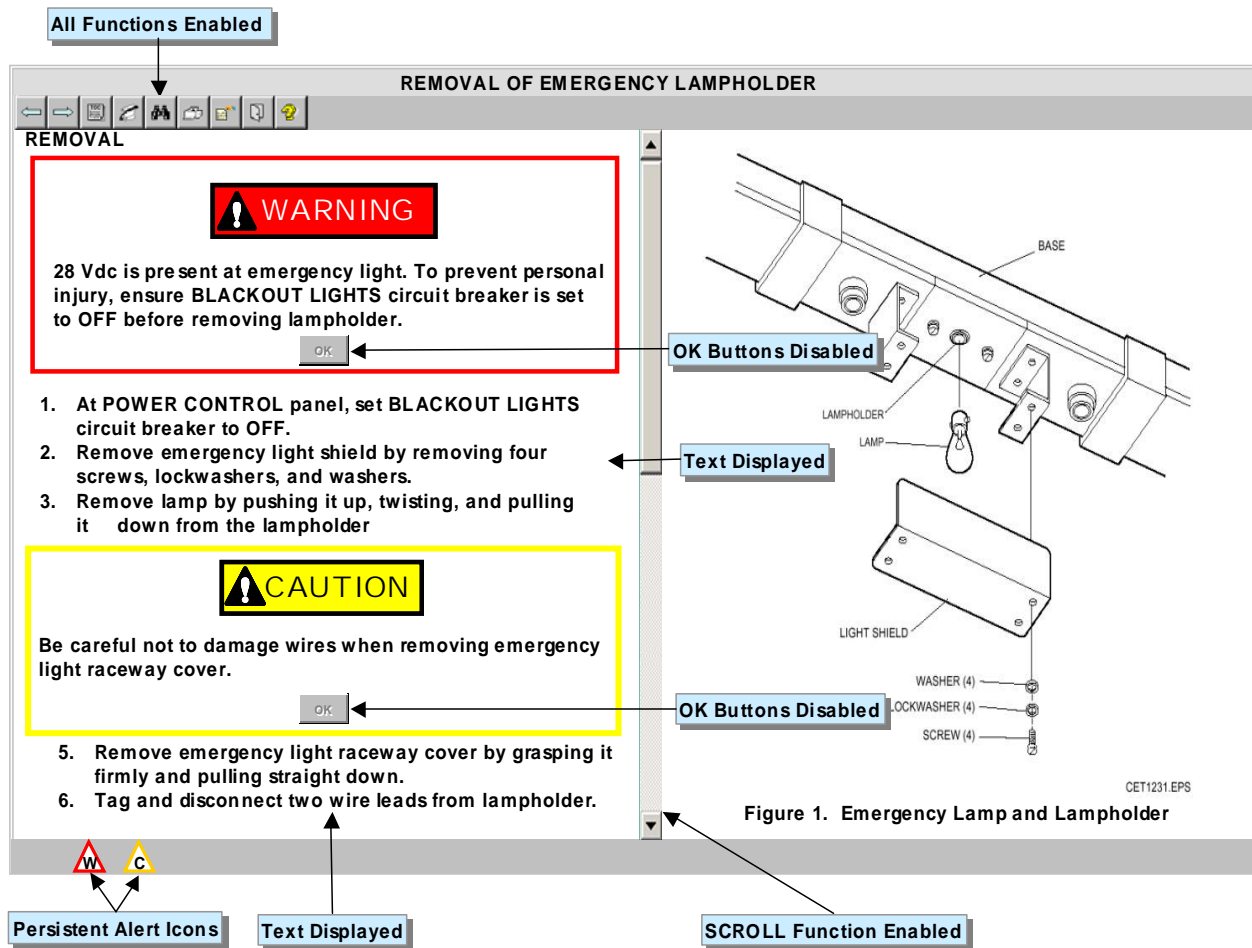 All Functions Enabled
REMOVAL OF EMERGENCY LAMPHOLDER
REMOVAL
WARNING
28 Vdc is present at emergency light. To prevent personal
injury, ensure BLACKOUT LIGHTS circuit breaker is set
to OFF before removing lampholder.
OK
OK Buttons Disabled
1. At POWER CONTROL panel, set BLACKOUT LIGHTS
circuit breaker to OFF.
2. Remove emergency light shield by removing four
screws, lockwashers, and washers.
3. Remove lamp by pushing it up, twisting, and pulling
it down from the lampholder
Text Displayed
CAUTION
Be careful not to damage wires when removing emergency
light raceway cover.
OK
OK Buttons Disabled
5. Remove emergency light raceway cover by grasping it
firmly and pulling straight down.
6. Tag and disconnect two wire leads from lampholder.
BASE
LAMPHOLDER
LAMP
LIGHT SHIELD
WASHER (4)
OCKWASHER (4)
SCREW (4)
CET1231.EPS
Figure 1. Emergency Lamp and Lampholder
W
C
Persistent Alert Icons
Text Displayed
SCROLL Function Enabled